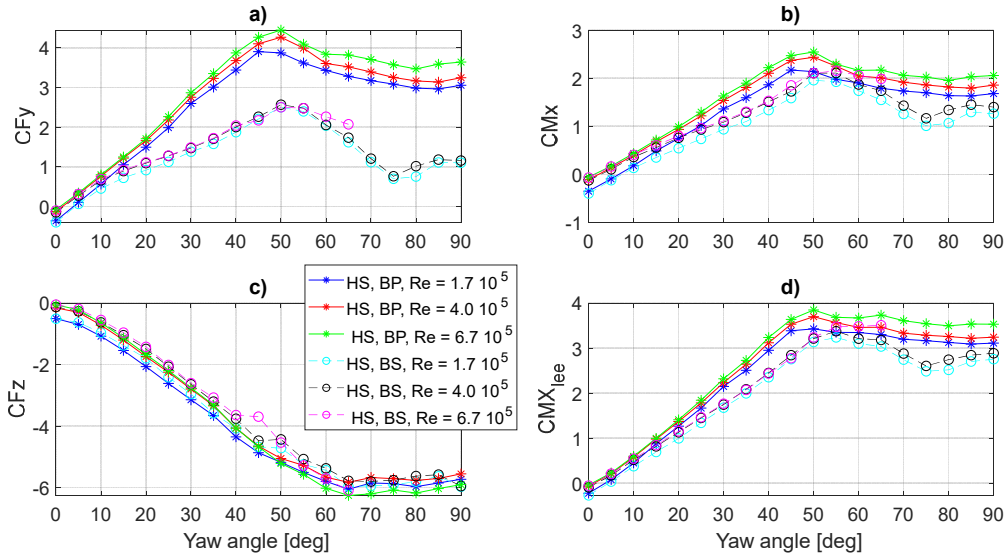 a)
CFy
4
3
2
1
0
0 10 20 30 40 50 60 70 80 90
b)
CMx
3
2
1
0
-1
0 10 20 30 40 50 60 70 80 90
c)
CFz
0
-2
-4
-6
0 10 20 30 40 50 60 70 80 90
Yaw angle [deg]
HS, BP, Re = 1.7 10^5
HS, BP, Re = 4.0 10^5
HS, BP, Re = 6.7 10^5
HS, BS, Re = 1.7 10^5
HS, BS, Re = 4.0 10^5
HS, BS, Re = 6.7 10^5
d)
CMX_lee
4
3
2
1
0
0 10 20 30 40 50 60 70 80 90
Yaw angle [deg]